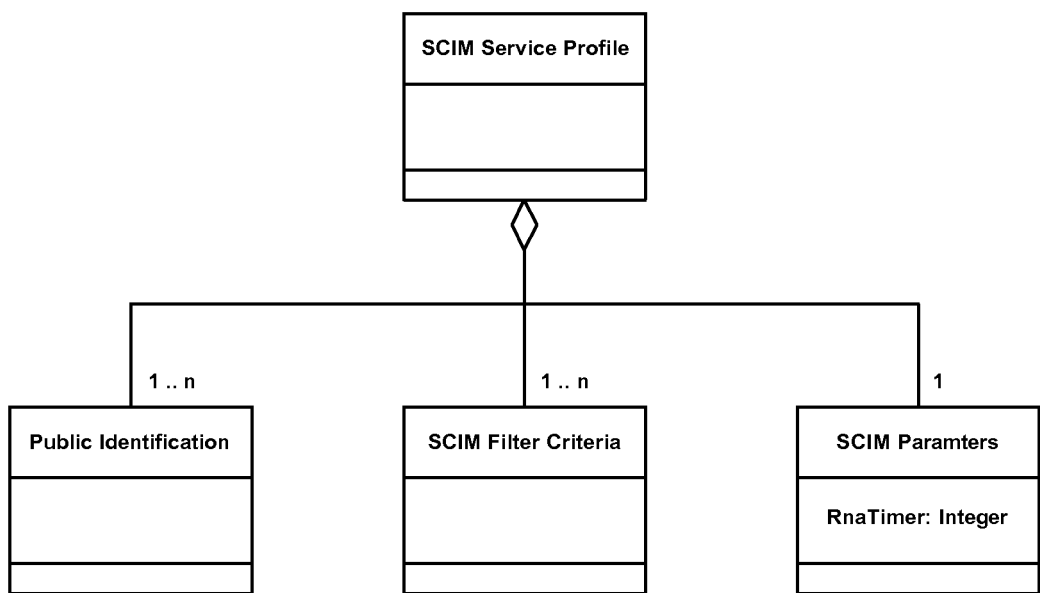 SCIM Service Profile
1 .. n
1 .. n
1
Public Identification
SCIM Filter Criteria
SCIM Paramters
RnaTimer: Integer